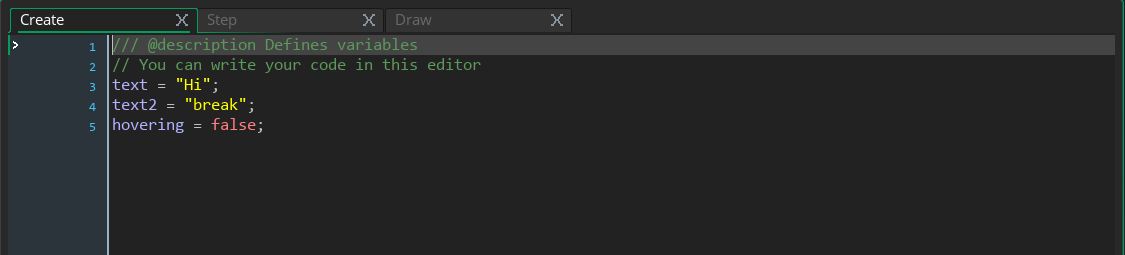 Create X Step X Draw X
> 1 /// @description Defines variables
2 // You can write your code in this editor
3 text = "Hi";
4 text2 = "break";
5 hovering = false;